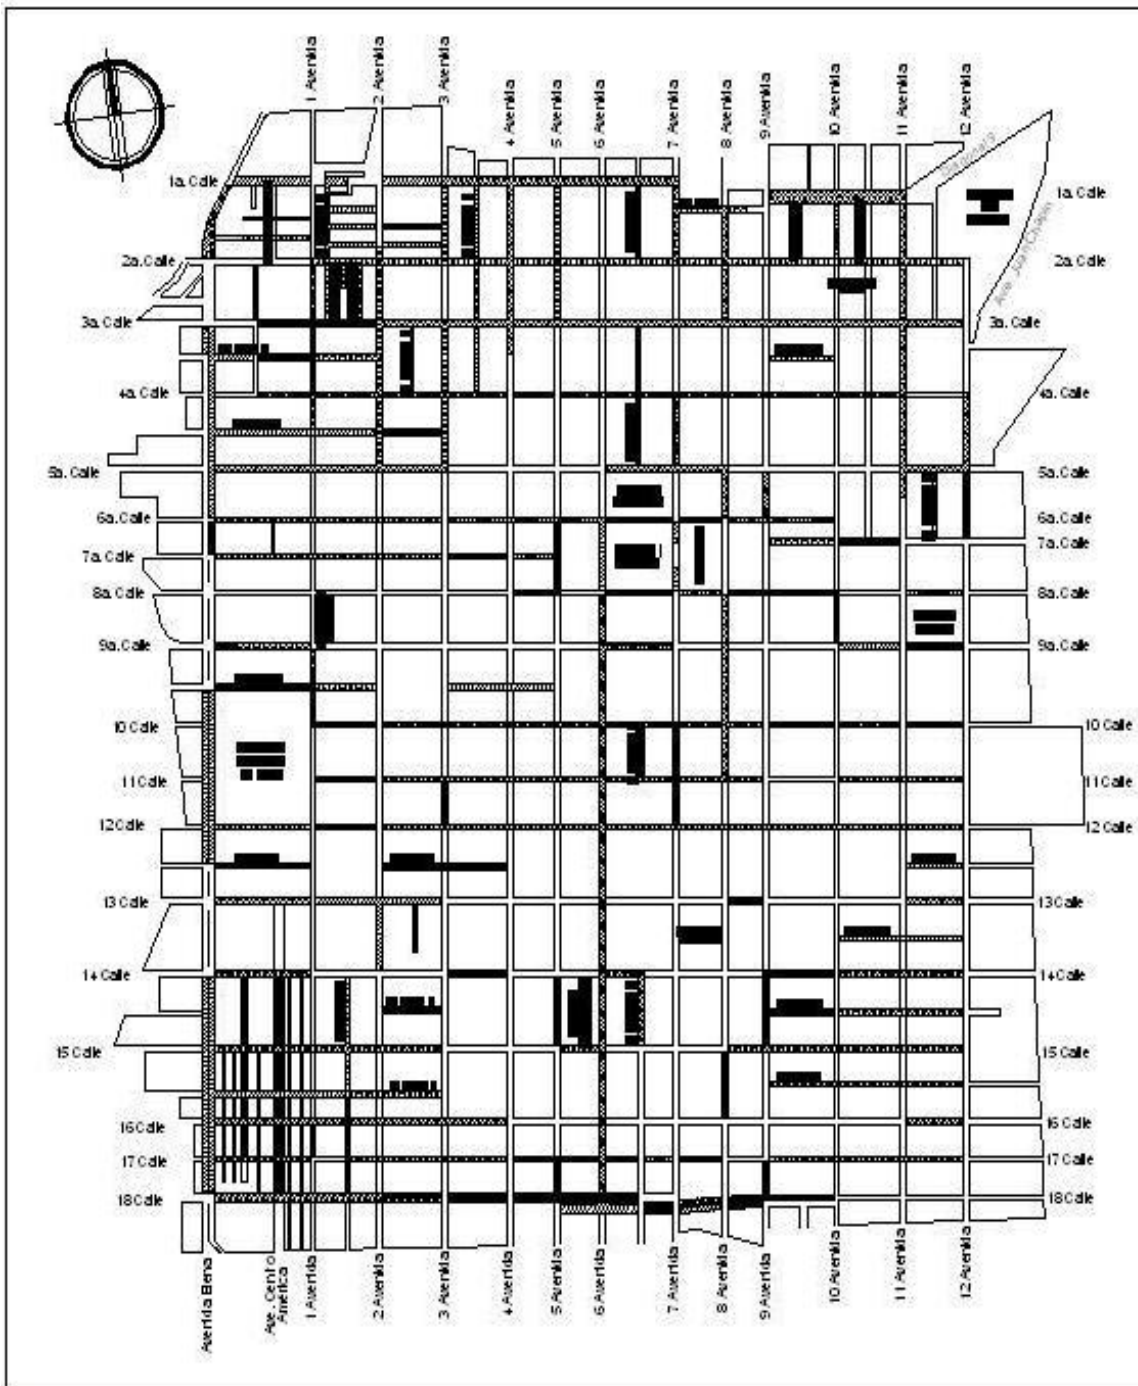 1 Avenida
2 Avenida
3 Avenida
4 Avenida
5 Avenida
6 Avenida
7 Avenida
8 Avenida
9 Avenida
10 Avenida
11 Avenida
12 Avenida
1a. Calle
1a. Calle
2a. Calle
2a. Calle
Ave. Juan Chapin
3a. Calle
3a. Calle
4a. Calle
4a. Calle
5a. Calle
5a. Calle
6a. Calle
6a. Calle
7a. Calle
7a. Calle
8a. Calle
8a. Calle
9a. Calle
9a. Calle
10 Calle
10 Calle
11 Calle
11 Calle
12 Calle
12 Calle
13 Calle
13 Calle
14 Calle
14 Calle
15 Calle
15 Calle
16 Calle
16 Calle
17 Calle
17 Calle
18 Calle
18 Calle
Avenida Bena
Ave. Centro
América
1 Avenida
2 Avenida
3 Avenida
4 Avenida
5 Avenida
6 Avenida
7 Avenida
8 Avenida
9 Avenida
10 Avenida
11 Avenida
12 Avenida